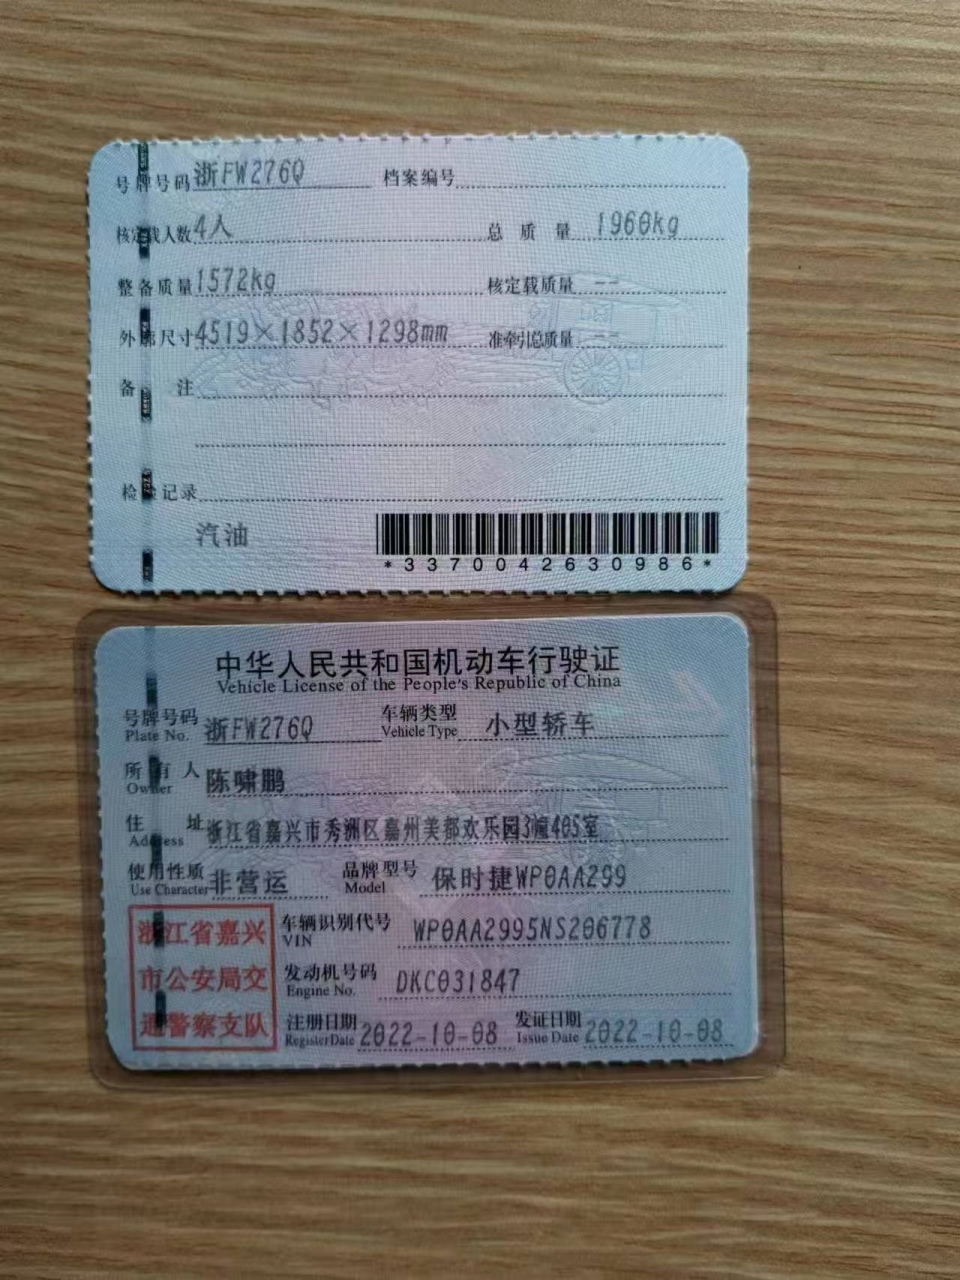 号牌号码 浙FW276Q 档案编号
核定载人数 4人 总质量 1960kg
整备质量 1572kg 核定载质量 --
外廓尺寸 4519×1852×1298mm 准牵引总质量 --
备注
检验记录
汽油
*3370042630986*
中华人民共和国机动车行驶证
Vehicle License of the People's Republic of China
号牌号码 浙FW276Q 车辆类型 小型轿车
Plate No. Vehicle Type
所有人 陈啸鹏
Owner
住址 浙江省嘉兴市秀洲区嘉州美都欢乐园3幢405室
Address
使用性质 非营运 品牌型号 保时捷WP0AA299
Use Character Model
浙江省嘉兴 车辆识别代号 WP0AA2995NS206778
VIN
市公安局交 发动机号码 DKC031847
Engine No.
通警察支队 注册日期 2022-10-08 发证日期 2022-10-08
Register Date Issue Date